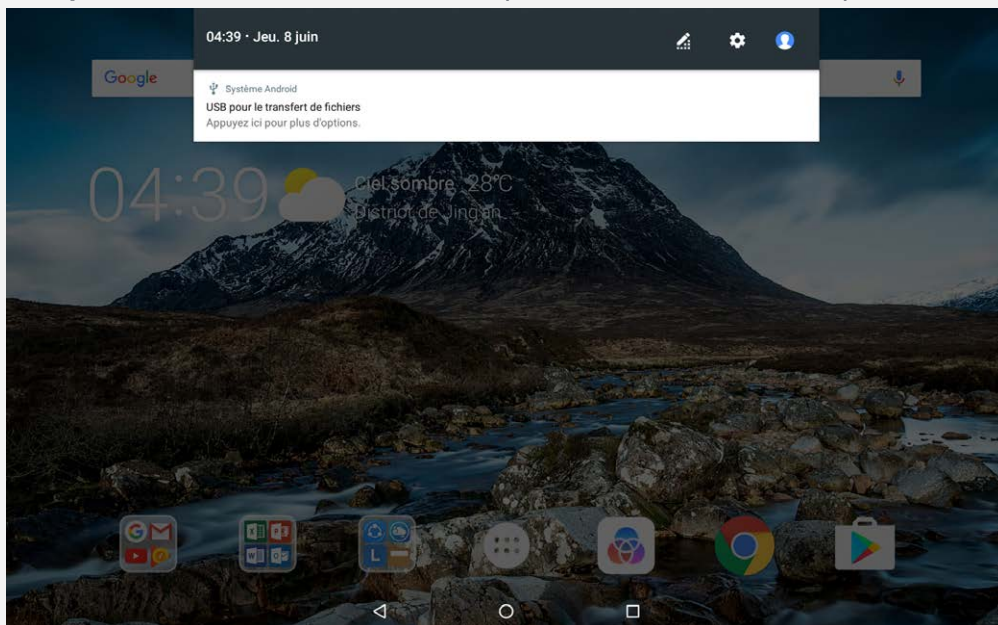 04:39 · Jeu. 8 juin
Google
Système Android
USB pour le transfert de fichiers
Appuyez ici pour plus d'options.
04:39
Ciel sombre 28°C
District de Jing'an